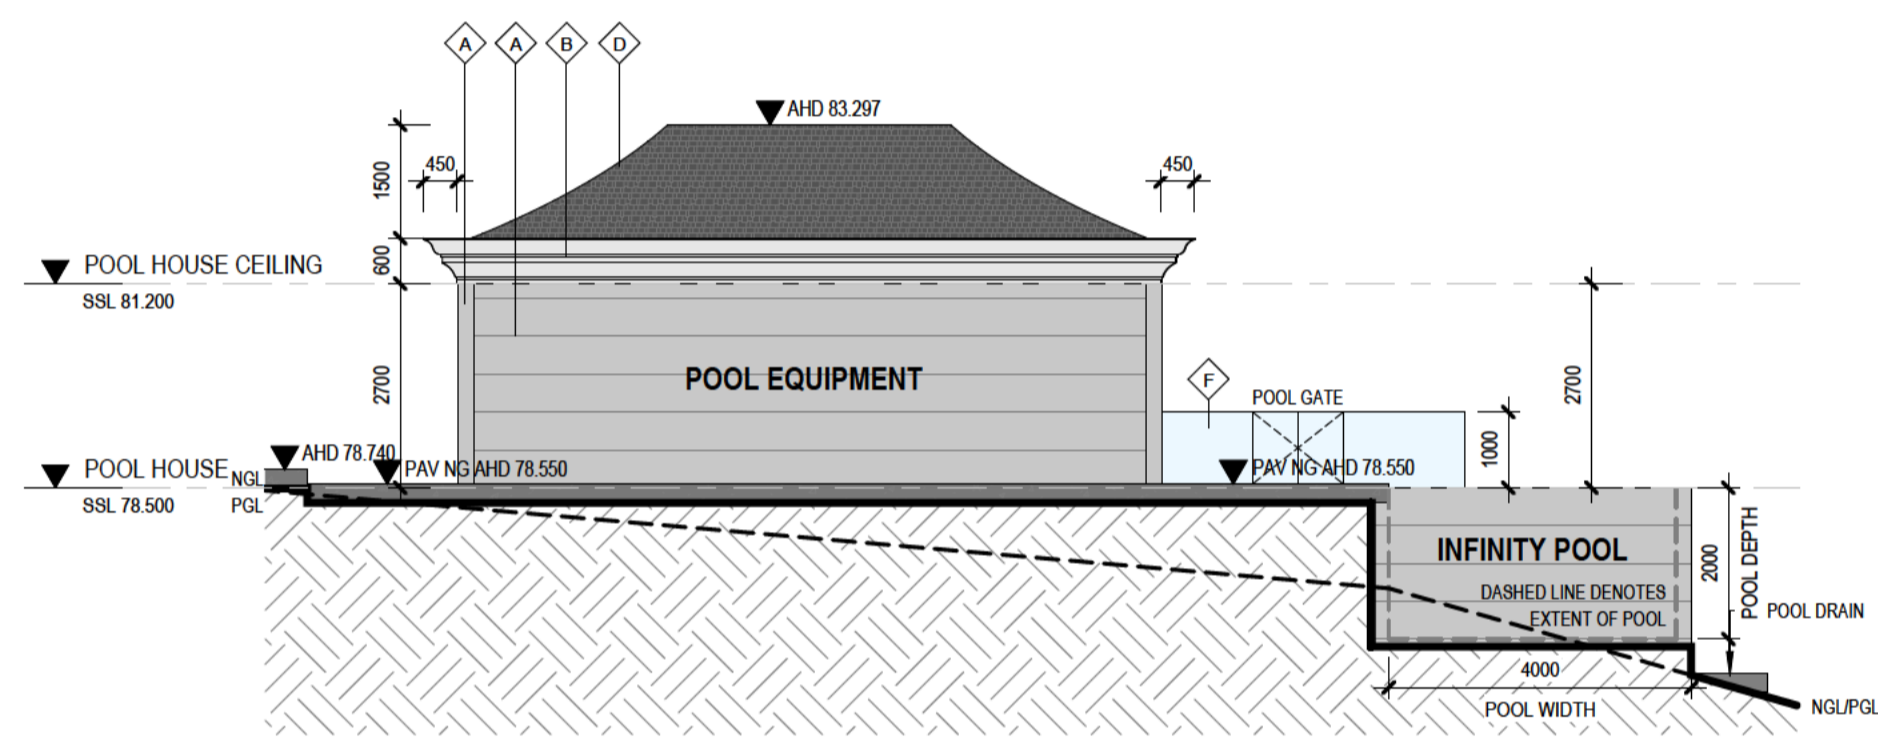 A A B D
AHD 83.297
450
450
1500
600
POOL HOUSE CEILING
SSL 81.200
2700
POOL EQUIPMENT
F
POOL GATE
2700
1000
AHD 78.740
POOL HOUSE
NGL
PAV NG AHD 78.550
PAV NG AHD 78.550
SSL 78.500
PGL
INFINITY POOL
DASHED LINE DENOTES
EXTENT OF POOL
2000
POOL DEPTH
POOL DRAIN
4000
POOL WIDTH
NGL/PGL